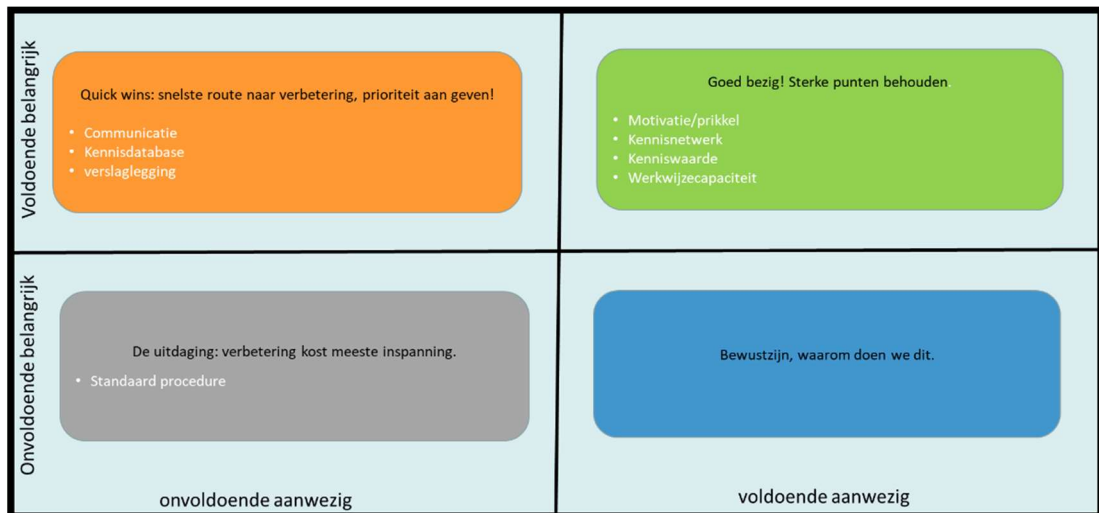 Voldoende belangrijk
Quick wins: snelste route naar verbetering, prioriteit aan geven!
• Communicatie
• Kennisdatabase
• verslaglegging
Goed bezig! Sterke punten behouden.
• Motivatie/prikkel
• Kennisnetwerk
• Kenniswaarde
• Werkwijzecapaciteit
Onvoldoende belangrijk
De uitdaging: verbetering kost meeste inspanning.
• Standaard procedure
Bewustzijn, waarom doen we dit.
onvoldoende aanwezig
voldoende aanwezig